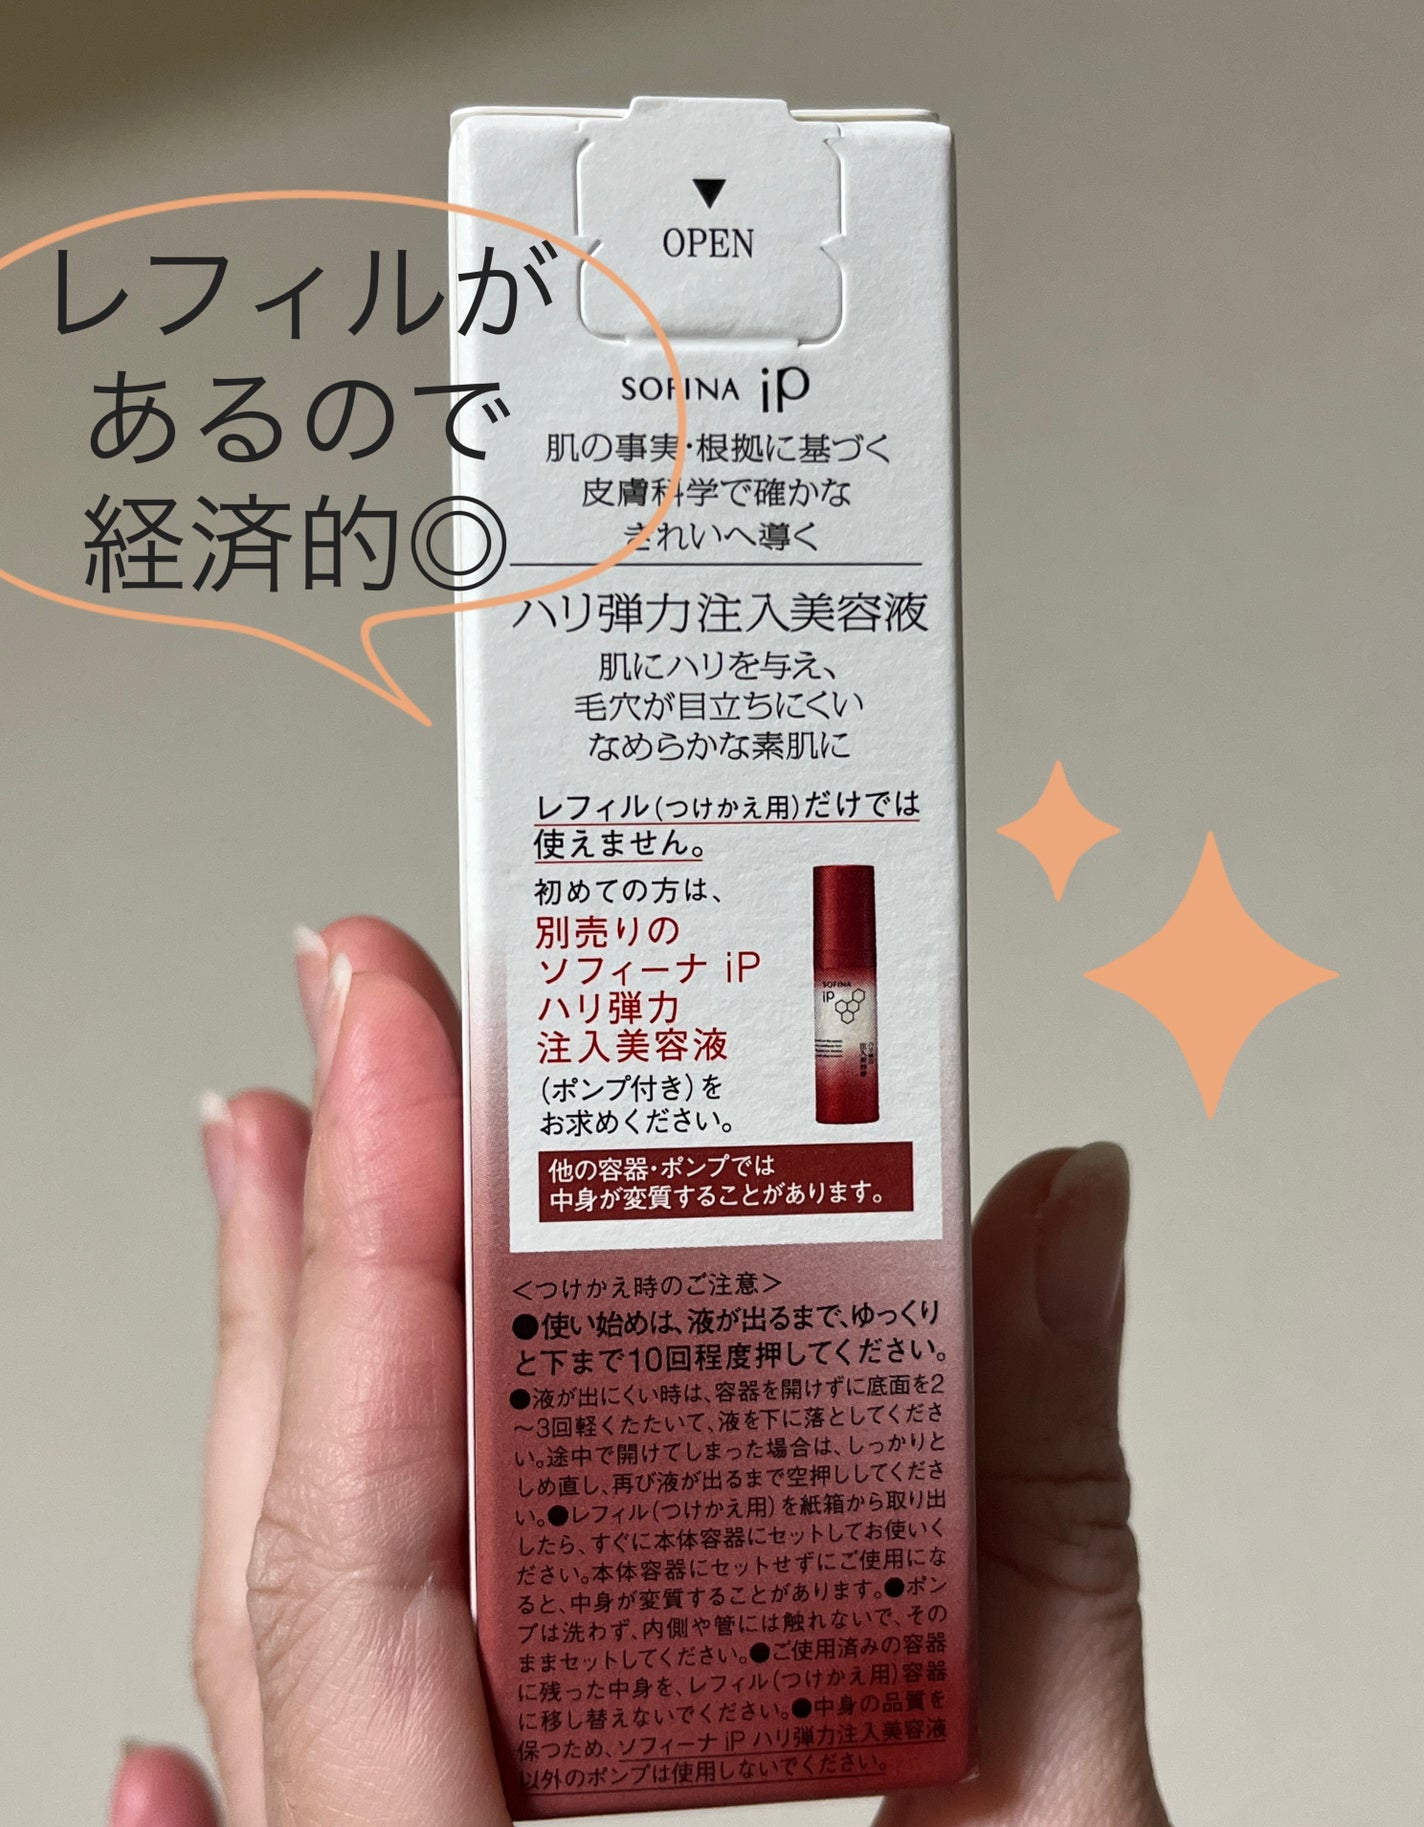 レフィルが
あるので
経済的◎
▼
OPEN
SOFINA iP
肌の事実・根拠に基づく
皮膚科学で確かな
きれいへ導く
ハリ弾力注入美容液
肌にハリを与え、
毛穴が目立ちにくい
なめらかな素肌に
レフィル(つけかえ用)だけでは
使えません。
初めての方は、
別売りの
ソフィーナ iP
ハリ弾力
注入美容液
(ポンプ付き)を
お求めください。
SOFINA
iP
他の容器・ポンプでは
中身が変質することがあります。
＜つけかえ時のご注意＞
●使い始めは、液が出るまで、ゆっくり
と下まで10回程度押してください。
●液が出にくい時は、容器を開けずに底面を2
～3回軽くたたいて、液を下に落としてくださ
い。途中で開けてしまった場合は、しっかりと
しめ直し、再び液が出るまで空押ししてくださ
い。●レフィル(つけかえ用)を紙箱から取り出
したら、すぐに本体容器にセットしてお使いく
ださい。本体容器にセットせずにご使用にな
ると、中身が変質することがあります。●ポン
プは洗わず、内側や管には触れないで、その
ままセットしてください。●ご使用済みの容器
に残った中身を、レフィル(つけかえ用)容器
に移し替えないでください。●中身の品質を
保つため、ソフィーナ iP ハリ弾力注入美容液
以外のポンプは使用しないでください。